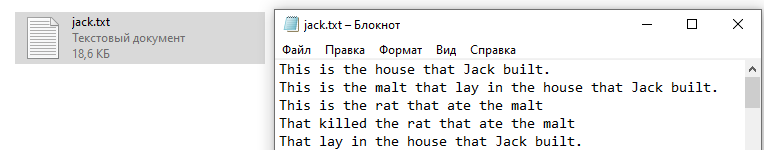 jack.txt
Текстовый документ
18,6 КБ
jack.txt – Блокнот
Файл Правка Формат Вид Справка
This is the house that Jack built.
This is the malt that lay in the house that Jack built.
This is the rat that ate the malt
That killed the rat that ate the malt
That lay in the house that Jack built.